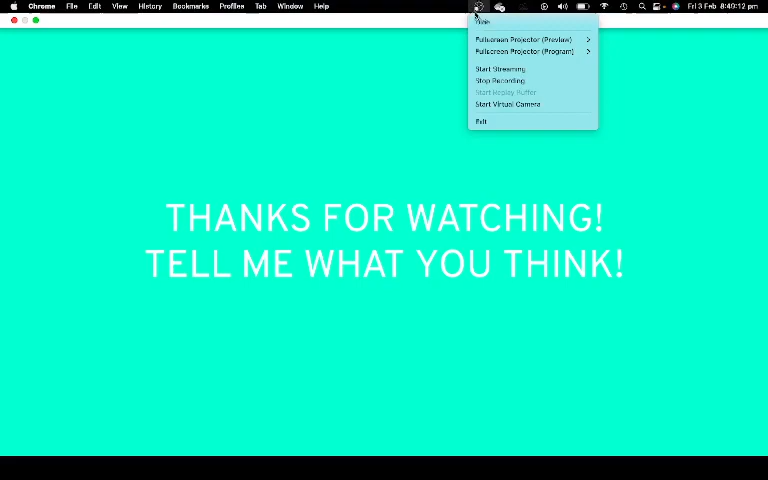 Chrome File Edit View History Bookmarks Profiles Tab Window Help Fri 3 Feb 8:49:12 pm
Hide
Fullscreen Projector (Preview)
Fullscreen Projector (Program)
Start Streaming
Stop Recording
Start Replay Buffer
Start Virtual Camera
Exit
THANKS FOR WATCHING!
TELL ME WHAT YOU THINK!